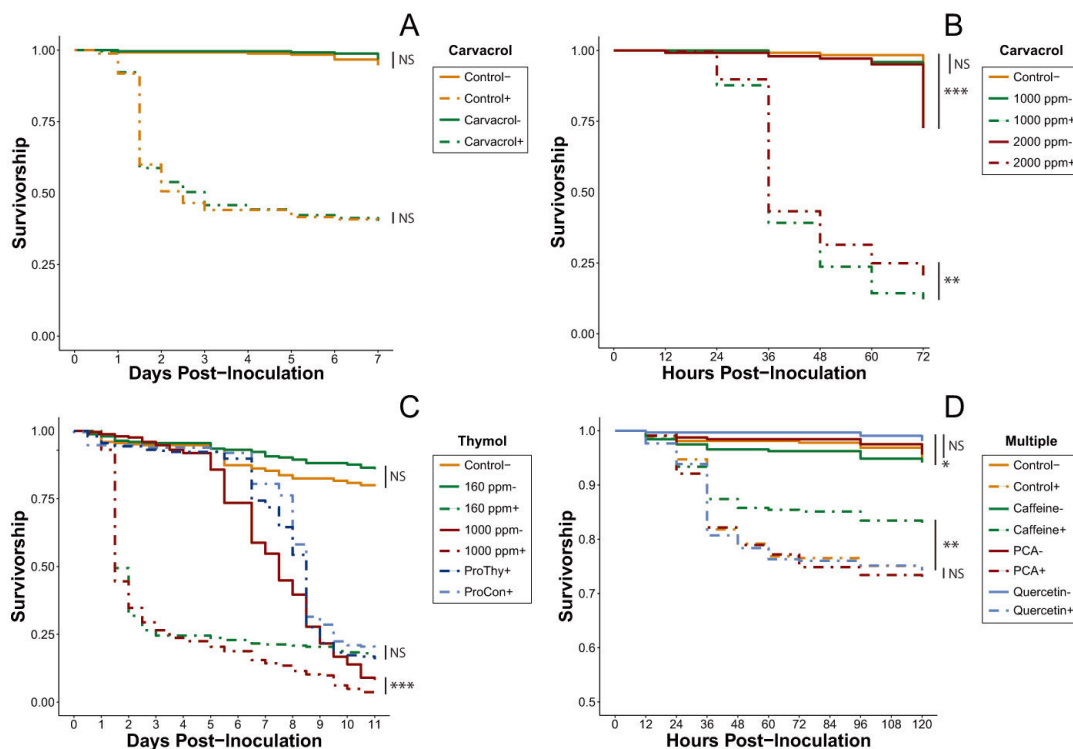 A
Carvacrol
Control−
Control+
Carvacrol-
Carvacrol+
Survivorship
1.00
0.75
0.50
0.25
0.00
NS
NS
0 1 2 3 4 5 6 7
Days Post−Inoculation
B
Carvacrol
Control−
1000 ppm-
1000 ppm+
2000 ppm-
2000 ppm+
Survivorship
1.00
0.75
0.50
0.25
0.00
NS
***
**
0 12 24 36 48 60 72
Hours Post−Inoculation
C
Thymol
Control−
160 ppm-
160 ppm+
1000 ppm-
1000 ppm+
ProThy+
ProCon+
Survivorship
1.00
0.75
0.50
0.25
0.00
NS
NS
***
0 1 2 3 4 5 6 7 8 9 10 11
Days Post−Inoculation
D
Multiple
Control−
Control+
Caffeine-
Caffeine+
PCA-
PCA+
Quercetin-
Quercetin+
Survivorship
1.0
0.9
0.8
0.7
0.6
0.5
NS
*
**
NS
0 12 24 36 48 60 72 84 96 108 120
Hours Post−Inoculation